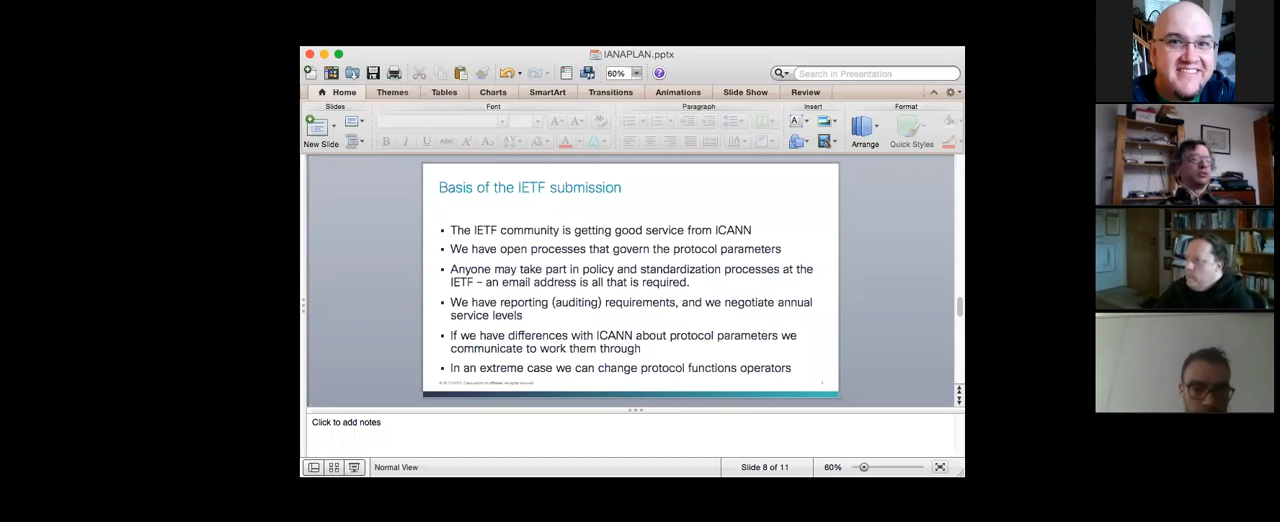 IANAPLAN.pptx
60%
Search in Presentation
Home
Themes
Tables
Charts
SmartArt
Transitions
Animations
Slide Show
Review
Slides
Font
Paragraph
Insert
Format
New Slide
Arrange
Quick Styles
Basis of the IETF submission
▪ The IETF community is getting good service from ICANN
▪ We have open processes that govern the protocol parameters
▪ Anyone may take part in policy and standardization processes at the
IETF – an email address is all that is required.
▪ We have reporting (auditing) requirements, and we negotiate annual
service levels
▪ If we have differences with ICANN about protocol parameters we
communicate to work them through
▪ In an extreme case we can change protocol functions operators
Click to add notes
Normal View
Slide 8 of 11
60%